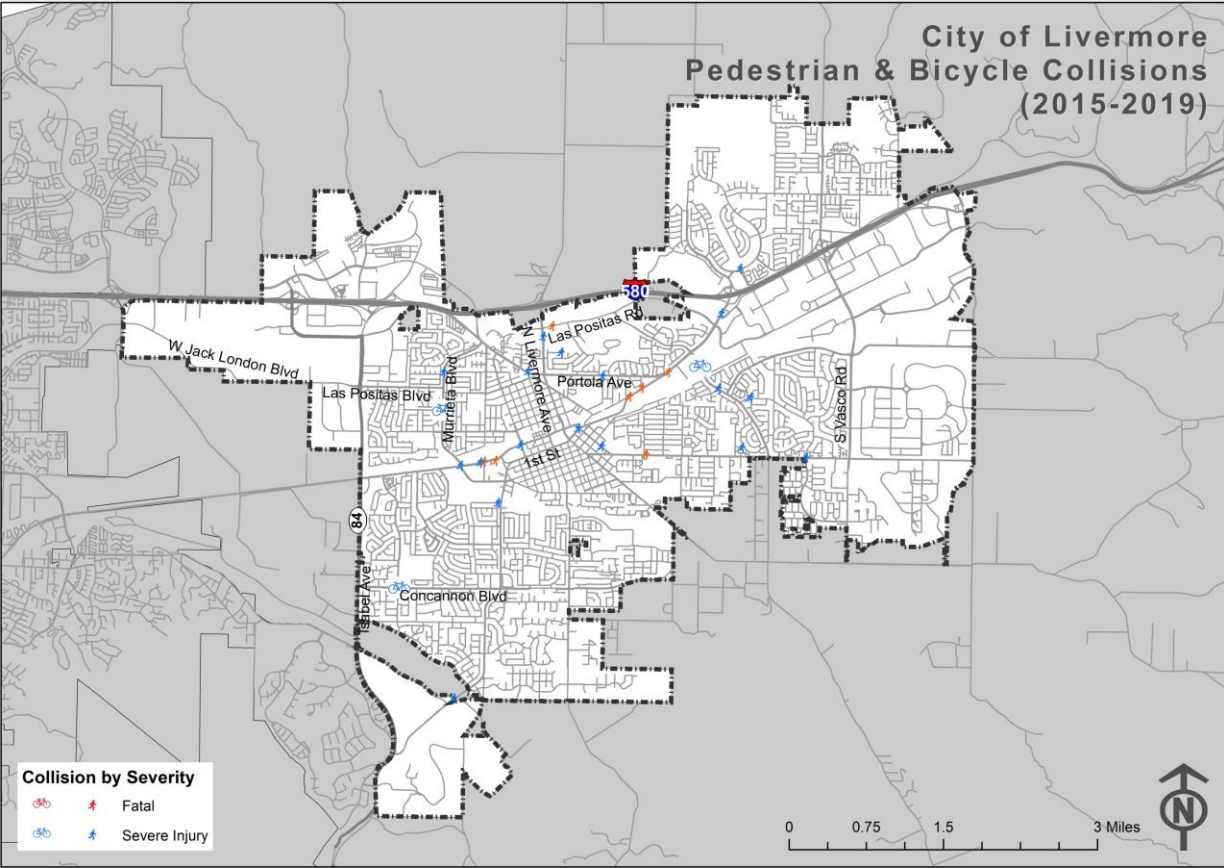 City of Livermore
Pedestrian & Bicycle Collisions
(2015-2019)
580
Las Positas Rd
W Jack London Blvd
N Livermore Ave
Murrieta Blvd
Las Positas Blvd
Portola Ave
S Vasco Rd
1st St
84
Isabel Ave
Concannon Blvd
Collision by Severity
Fatal
Severe Injury
0 0.75 1.5 3 Miles
N